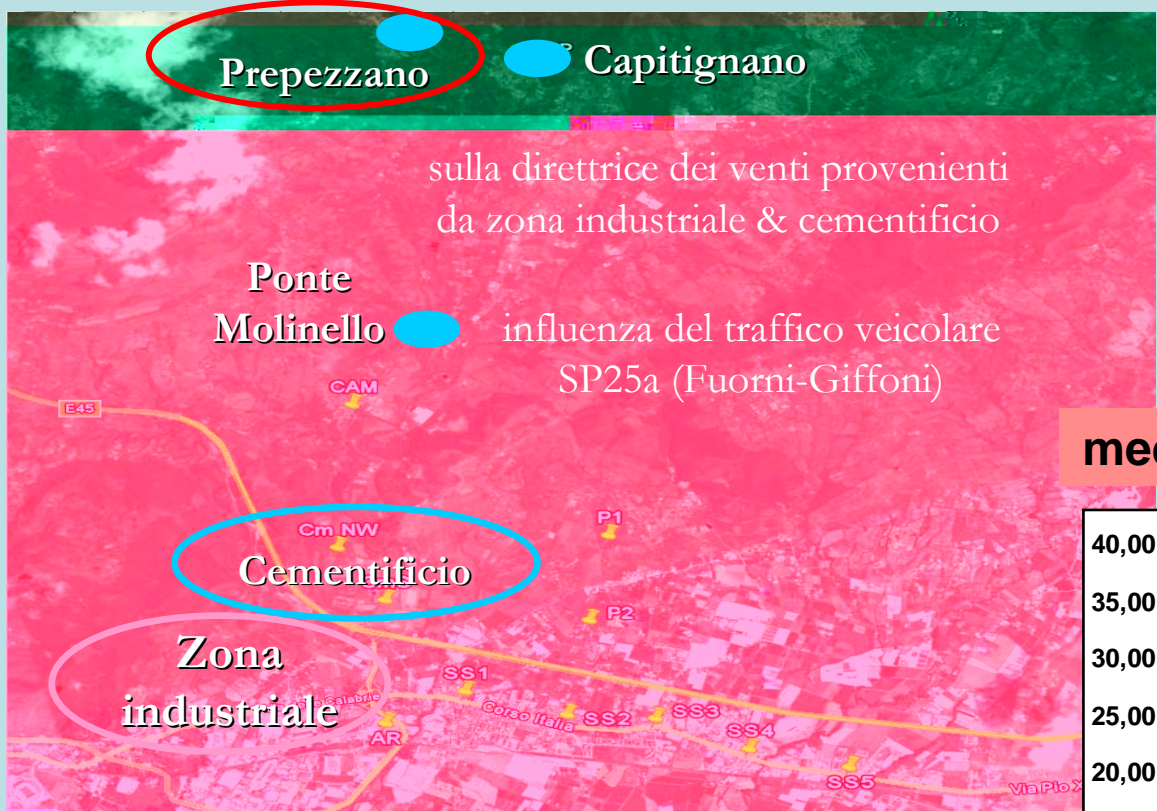 Prepezzano
Capitignano
sulla direttrice dei venti provenienti
da zona industriale & cementificio
Ponte
Molinello
influenza del traffico veicolare
SP25a (Fuorni-Giffoni)
CAM
E45
Cm NW
P1
Cementificio
P2
Zona
industriale
Calabrie
SS1
Corso Italia
SS2
SS3
SS4
AR
SS5
Via Pio X
40,00
35,00
30,00
25,00
20,00